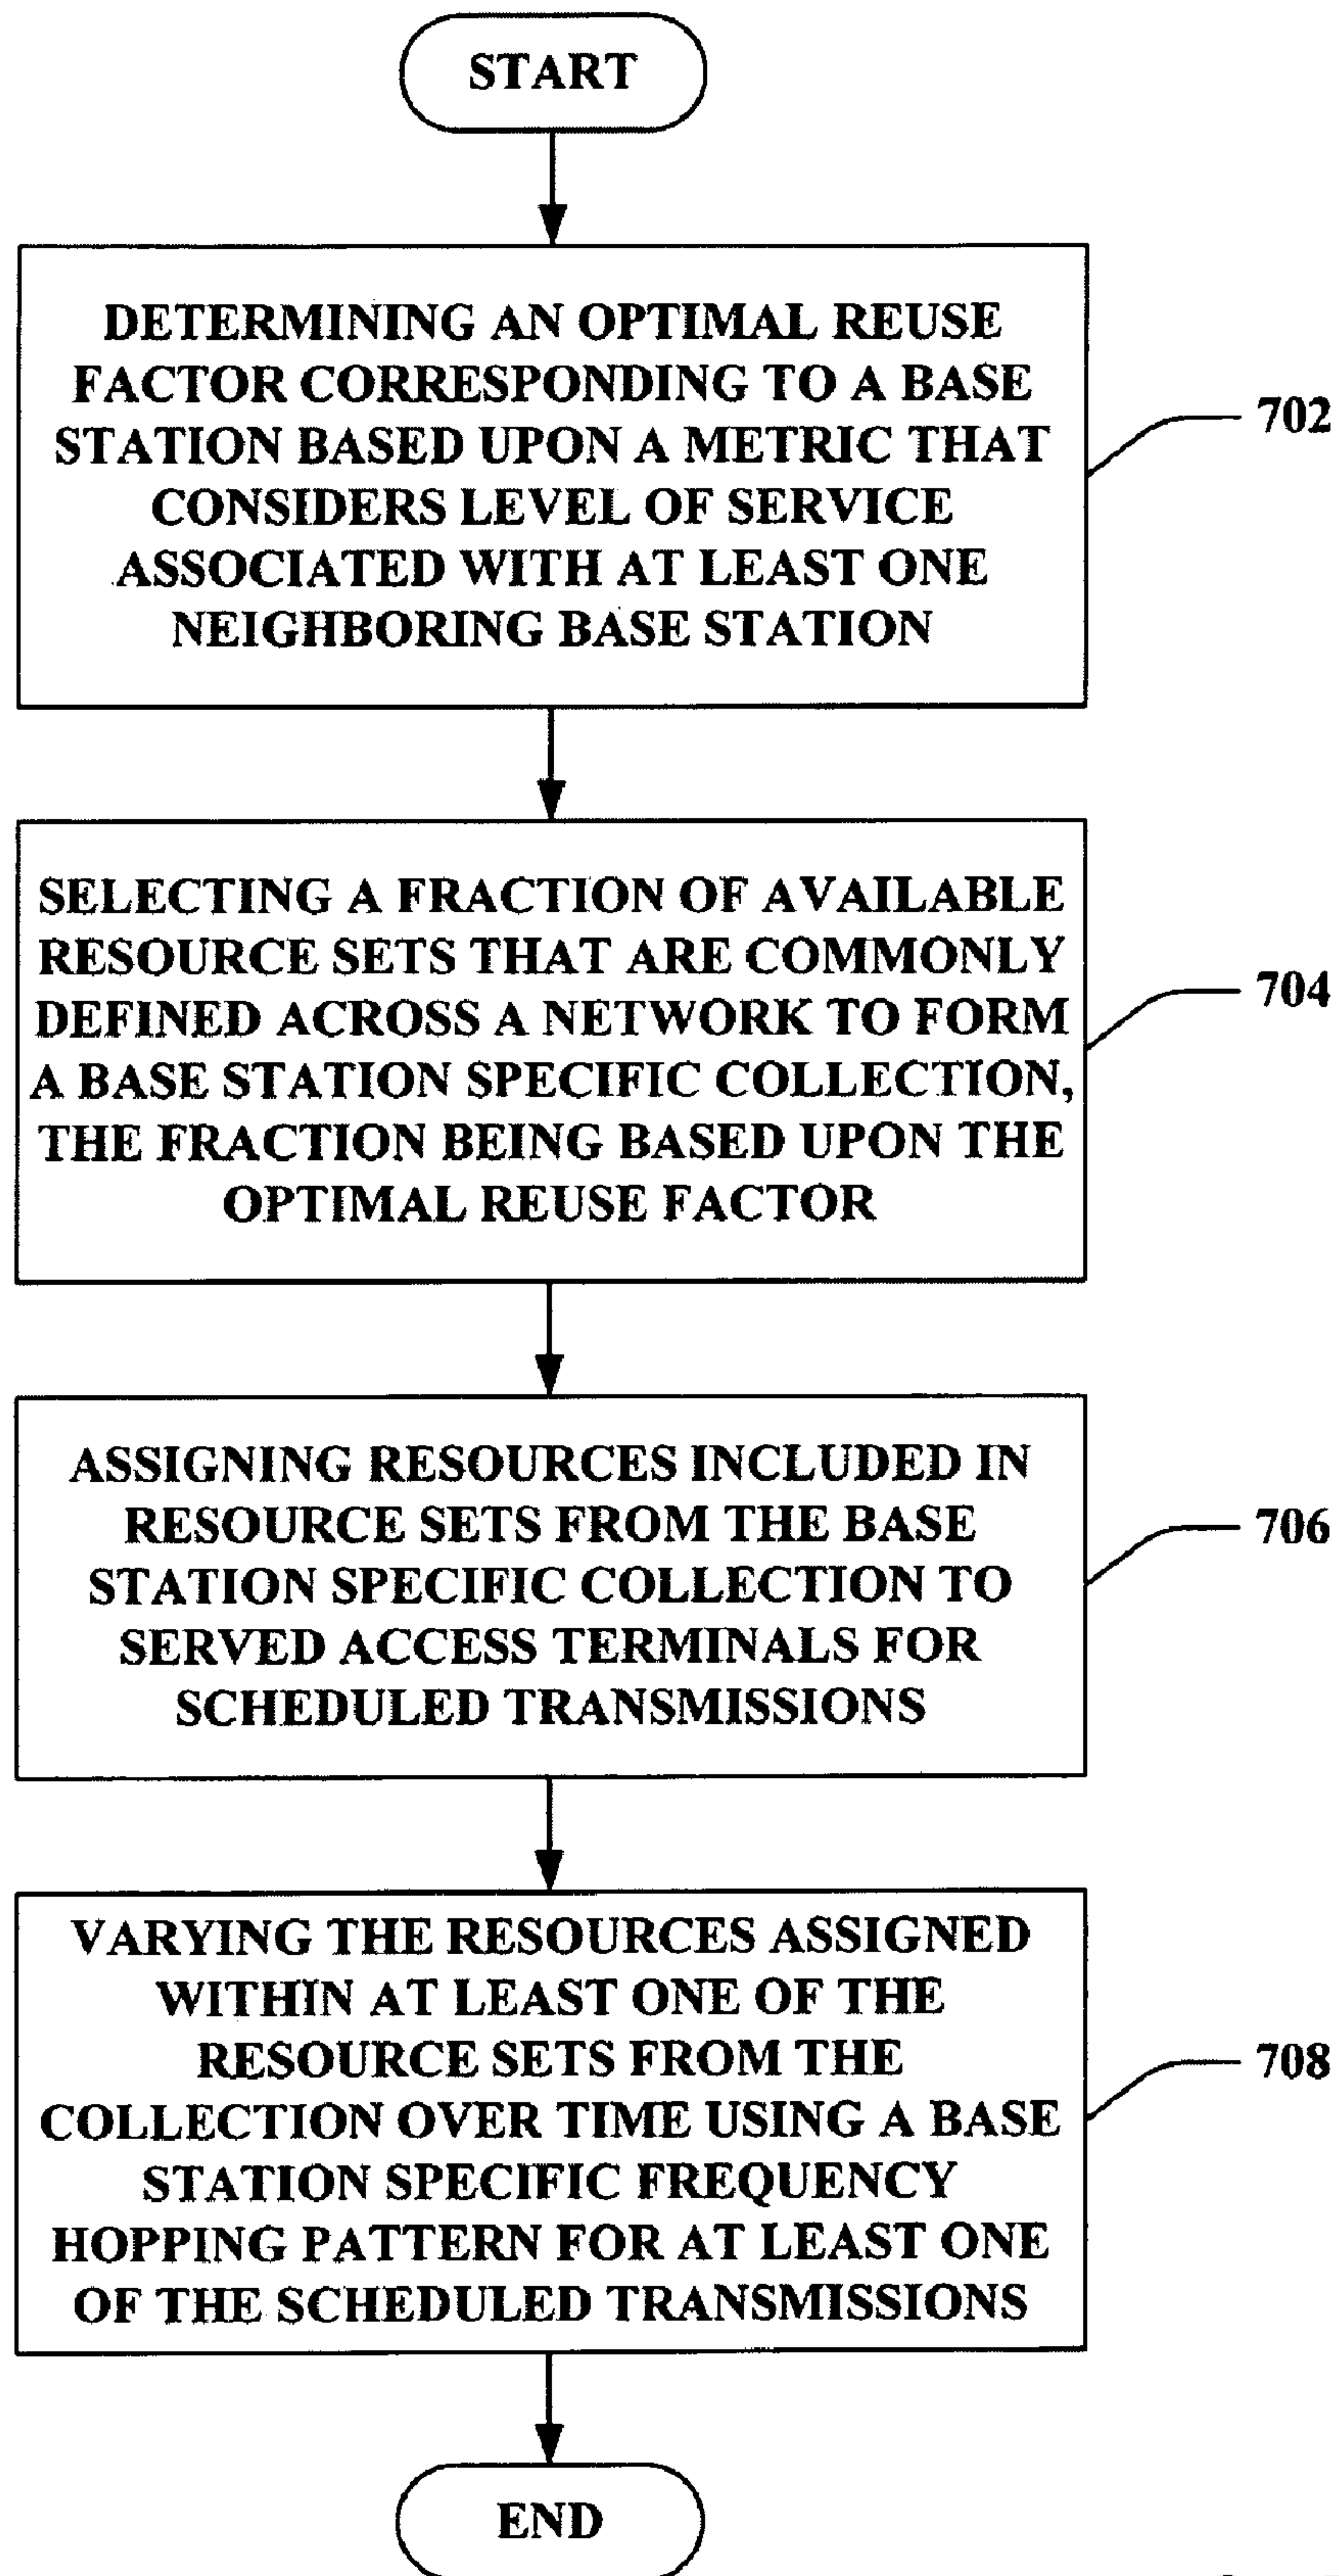 START
DETERMINING AN OPTIMAL REUSE
FACTOR CORRESPONDING TO A BASE
STATION BASED UPON A METRIC THAT
CONSIDERS LEVEL OF SERVICE
ASSOCIATED WITH AT LEAST ONE
NEIGHBORING BASE STATION
702
SELECTING A FRACTION OF AVAILABLE
RESOURCE SETS THAT ARE COMMONLY
DEFINED ACROSS A NETWORK TO FORM
A BASE STATION SPECIFIC COLLECTION,
THE FRACTION BEING BASED UPON THE
OPTIMAL REUSE FACTOR
704
ASSIGNING RESOURCES INCLUDED IN
RESOURCE SETS FROM THE BASE
STATION SPECIFIC COLLECTION TO
SERVED ACCESS TERMINALS FOR
SCHEDULED TRANSMISSIONS
706
VARYING THE RESOURCES ASSIGNED
WITHIN AT LEAST ONE OF THE
RESOURCE SETS FROM THE
COLLECTION OVER TIME USING A BASE
STATION SPECIFIC FREQUENCY
HOPPING PATTERN FOR AT LEAST ONE
OF THE SCHEDULED TRANSMISSIONS
708
END